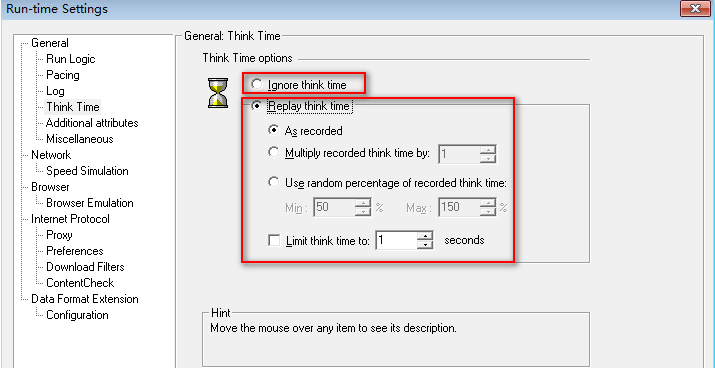 Run-time Settings
General
Run Logic
Pacing
Log
Think Time
Additional attributes
Miscellaneous
Network
Speed Simulation
Browser
Browser Emulation
Internet Protocol
Proxy
Preferences
Download Filters
ContentCheck
Data Format Extension
Configuration
General: Think Time
Think Time options
Ignore think time
Replay think time
As recorded
Multiply recorded think time by: 1
Use random percentage of recorded think time:
Min: 50 % Max: 150 %
Limit think time to: 1 seconds
Hint
Move the mouse over any item to see its description.